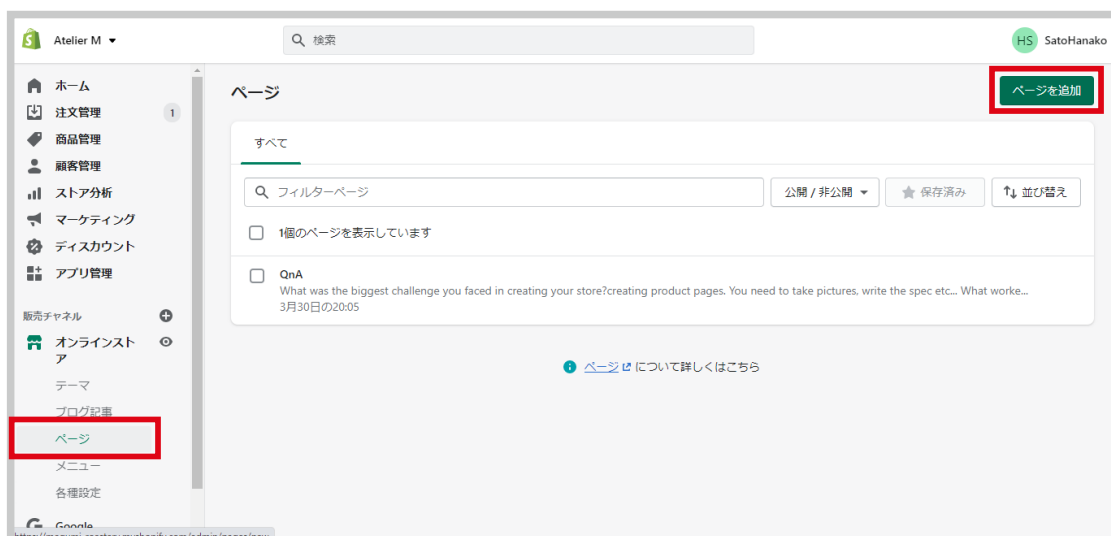 Atelier M
検索
HS SatoHanako
ホーム
注文管理 1
商品管理
顧客管理
ストア分析
マーケティング
ディスカウント
アプリ管理
販売チャネル
オンラインスト
ア
テーマ
ブログ記事
ページ
メニュー
各種設定
Google
ページ
ページを追加
すべて
フィルターページ
公開 / 非公開
保存済み
並び替え
1個のページを表示しています
QnA
What was the biggest challenge you faced in creating your store?creating product pages. You need to take pictures, write the spec etc... What worke...
3月30日の20:05
ページ について詳しくはこちら